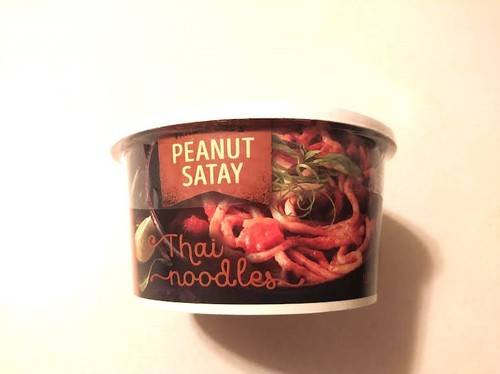 PEANUT
SATAY
Thai
noodles